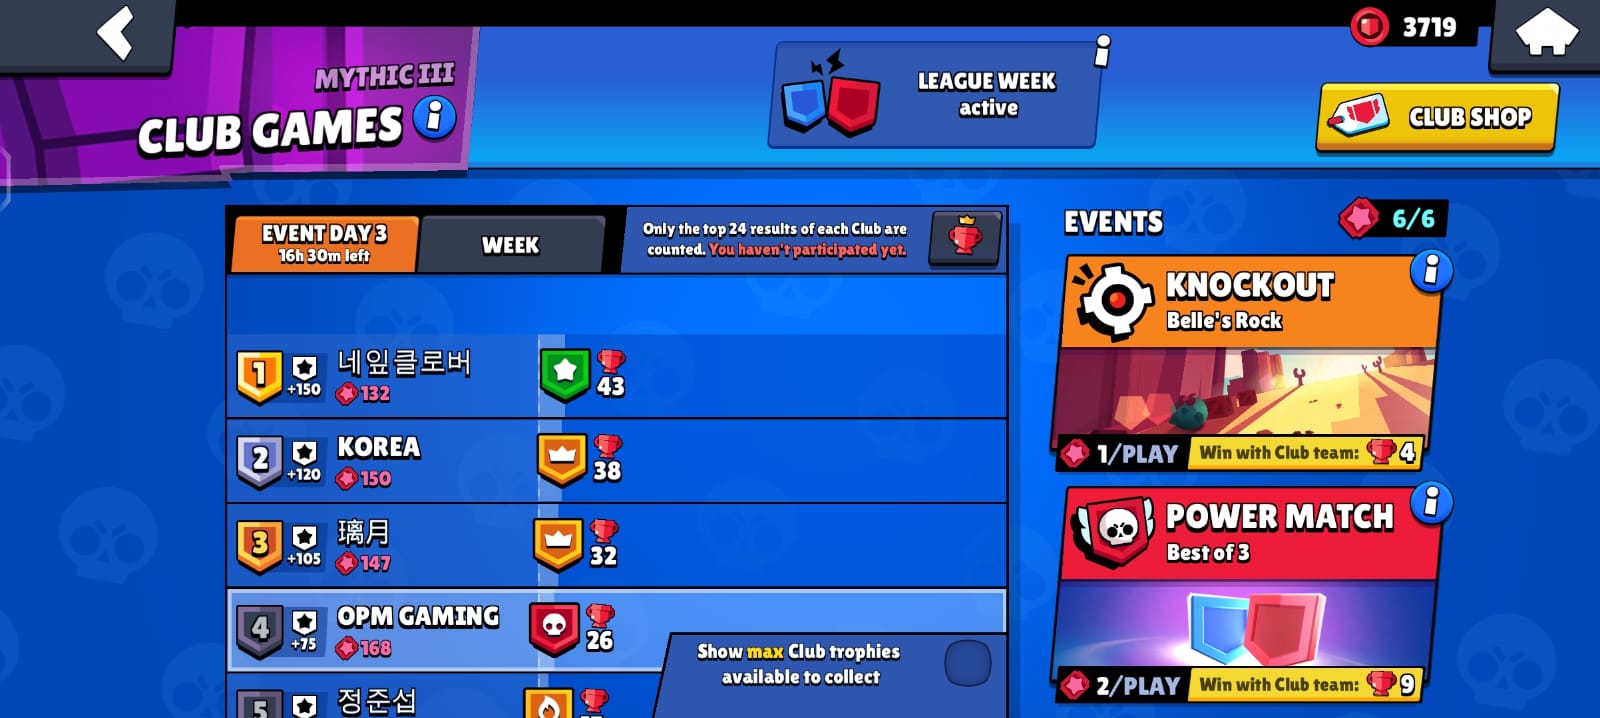 3719
MYTHIC III
CLUB GAMES
LEAGUE WEEK
active
CLUB SHOP
EVENT DAY 3
16h 30m left
WEEK
Only the top 24 results of each Club are
counted. You haven't participated yet.
1
+150
네잎클로버
132
43
2
+120
KOREA
150
38
3
+105
璃月
147
32
4
+75
OPM GAMING
168
26
5
정준섭
Show max Club trophies
available to collect
EVENTS
6/6
KNOCKOUT
Belle's Rock
1/PLAY
Win with Club team: 4
POWER MATCH
Best of 3
2/PLAY
Win with Club team: 9